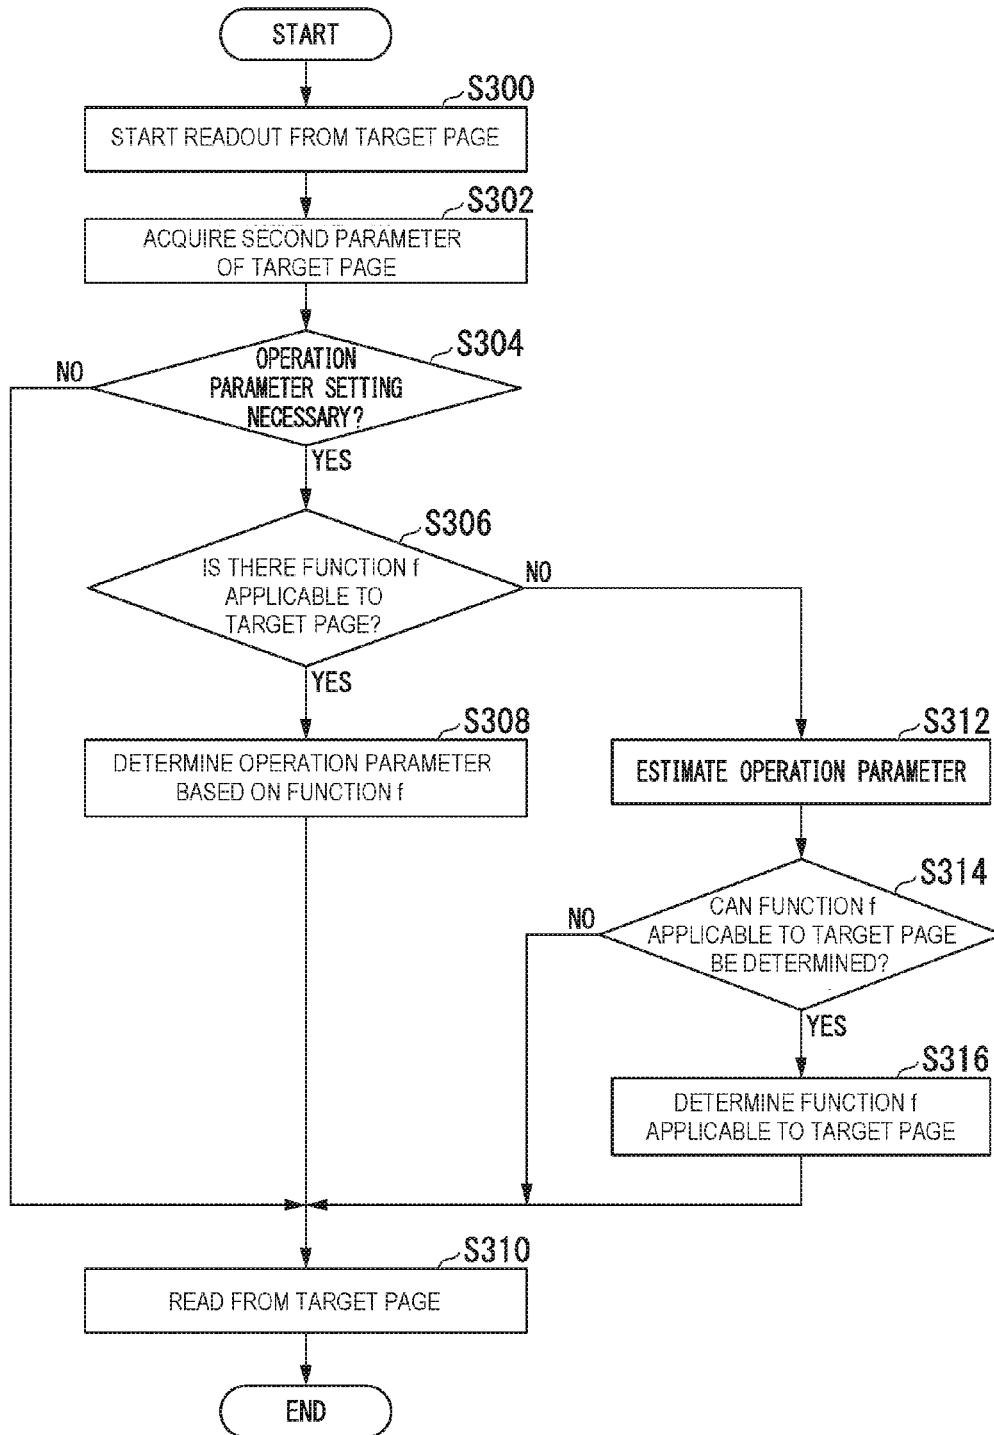 START
S300
START READOUT FROM TARGET PAGE
S302
ACQUIRE SECOND PARAMETER
OF TARGET PAGE
S304
OPERATION
PARAMETER SETTING
NECESSARY?
NO
YES
S306
IS THERE FUNCTION f
APPLICABLE TO
TARGET PAGE?
NO
YES
S308
DETERMINE OPERATION PARAMETER
BASED ON FUNCTION f
S312
ESTIMATE OPERATION PARAMETER
S314
CAN FUNCTION f
APPLICABLE TO TARGET PAGE
BE DETERMINED?
NO
YES
S316
DETERMINE FUNCTION f
APPLICABLE TO TARGET PAGE
S310
READ FROM TARGET PAGE
END